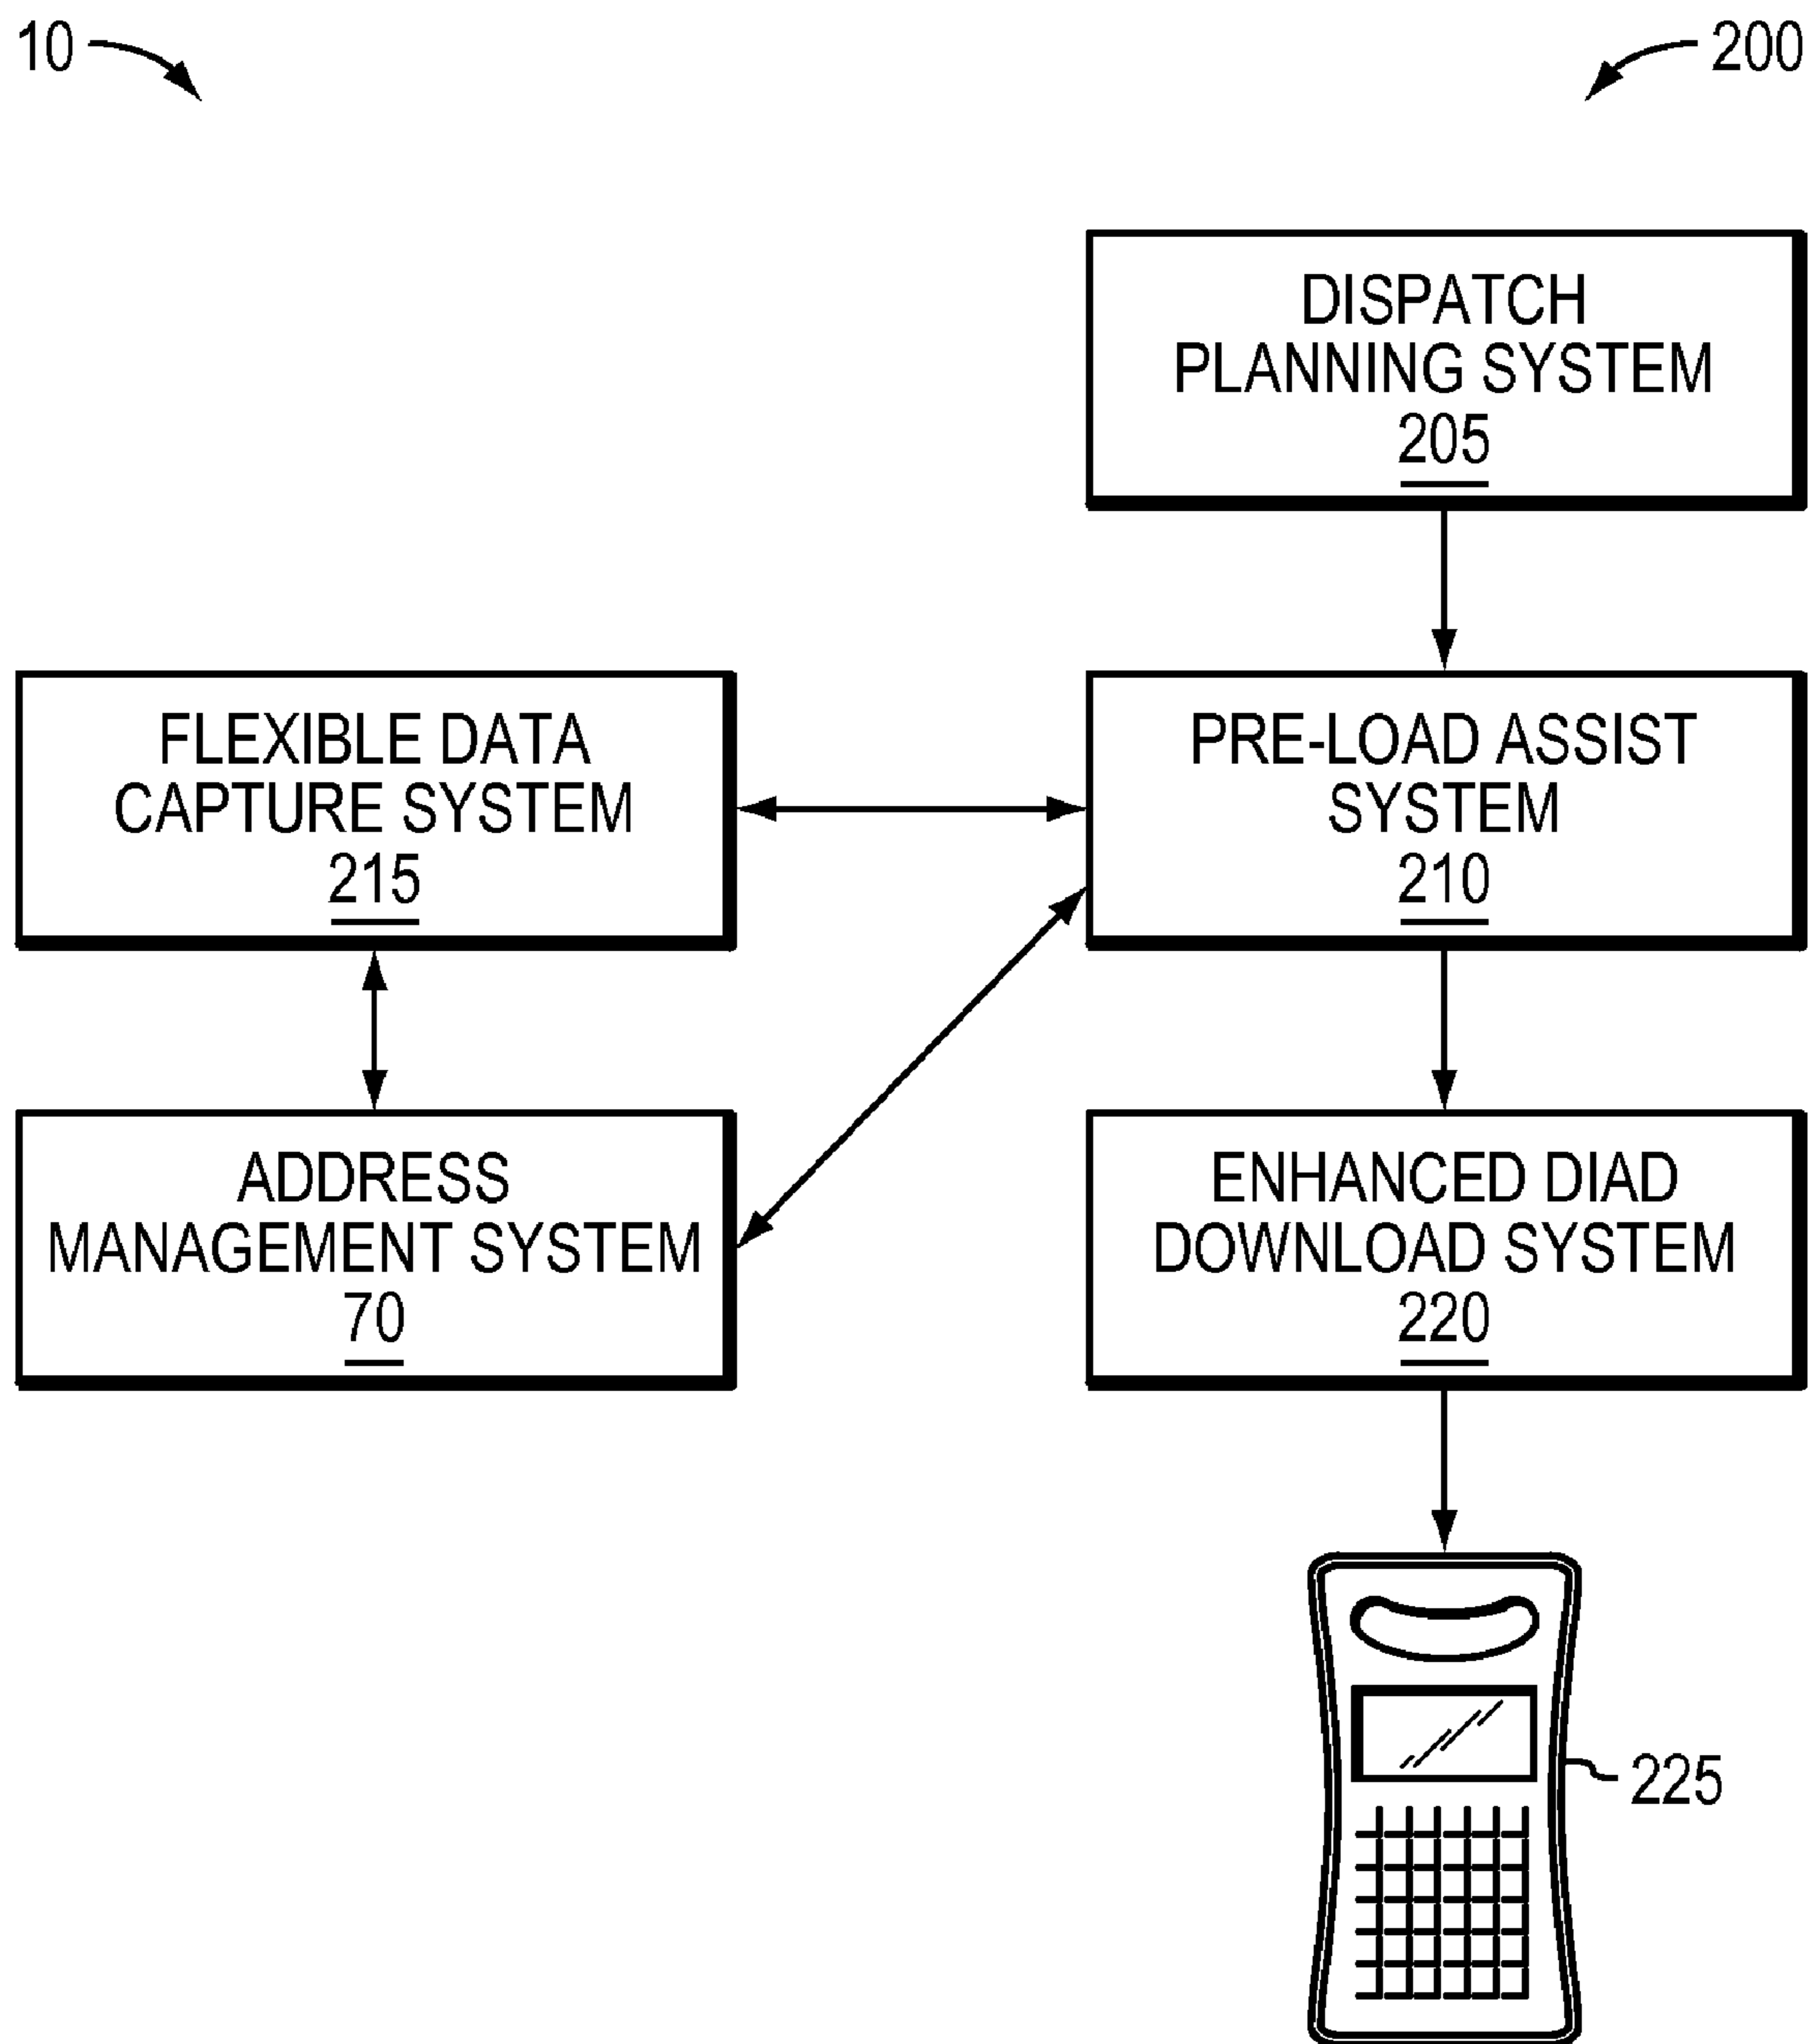 10
200
DISPATCH
PLANNING SYSTEM
205
FLEXIBLE DATA
CAPTURE SYSTEM
215
PRE-LOAD ASSIST
SYSTEM
210
ADDRESS
MANAGEMENT SYSTEM
70
ENHANCED DIAD
DOWNLOAD SYSTEM
220
225